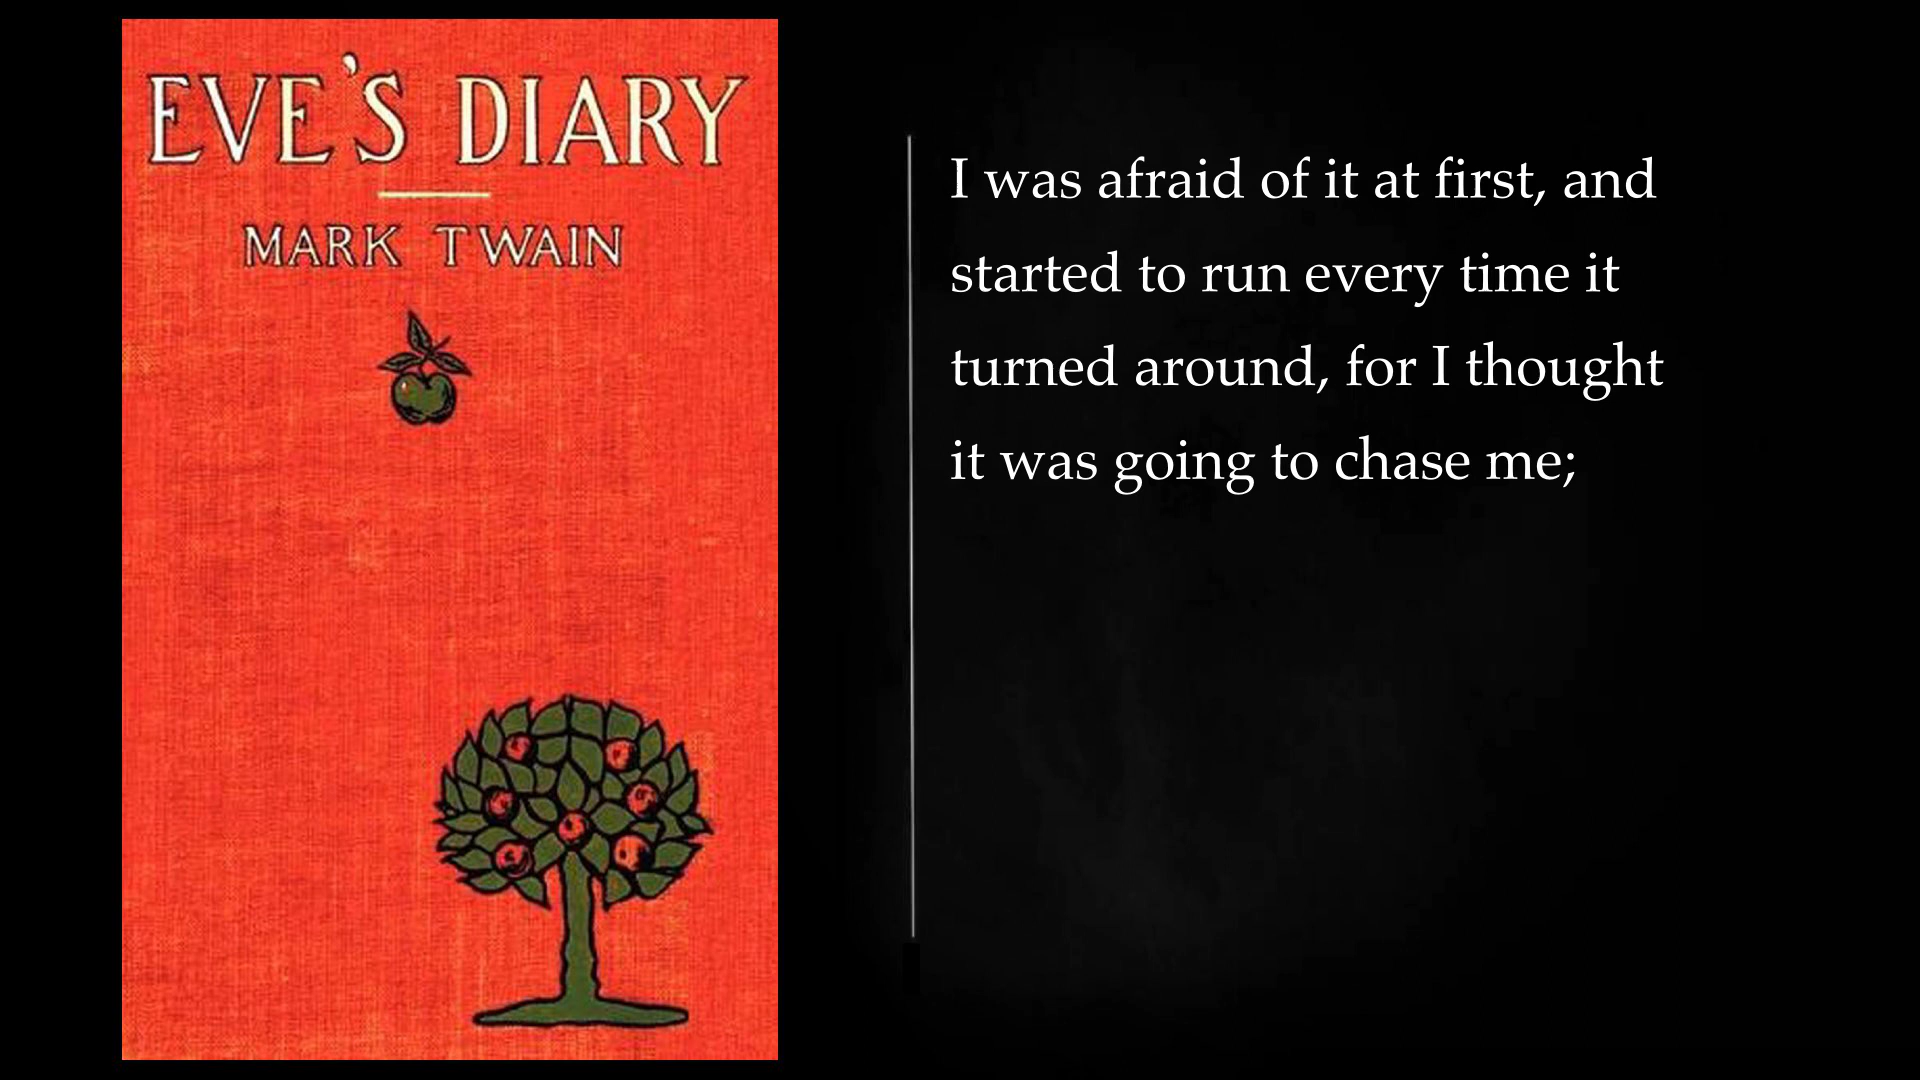 EVE'S DIARY
MARK TWAIN
I was afraid of it at first, and
started to run every time it
turned around, for I thought
it was going to chase me;